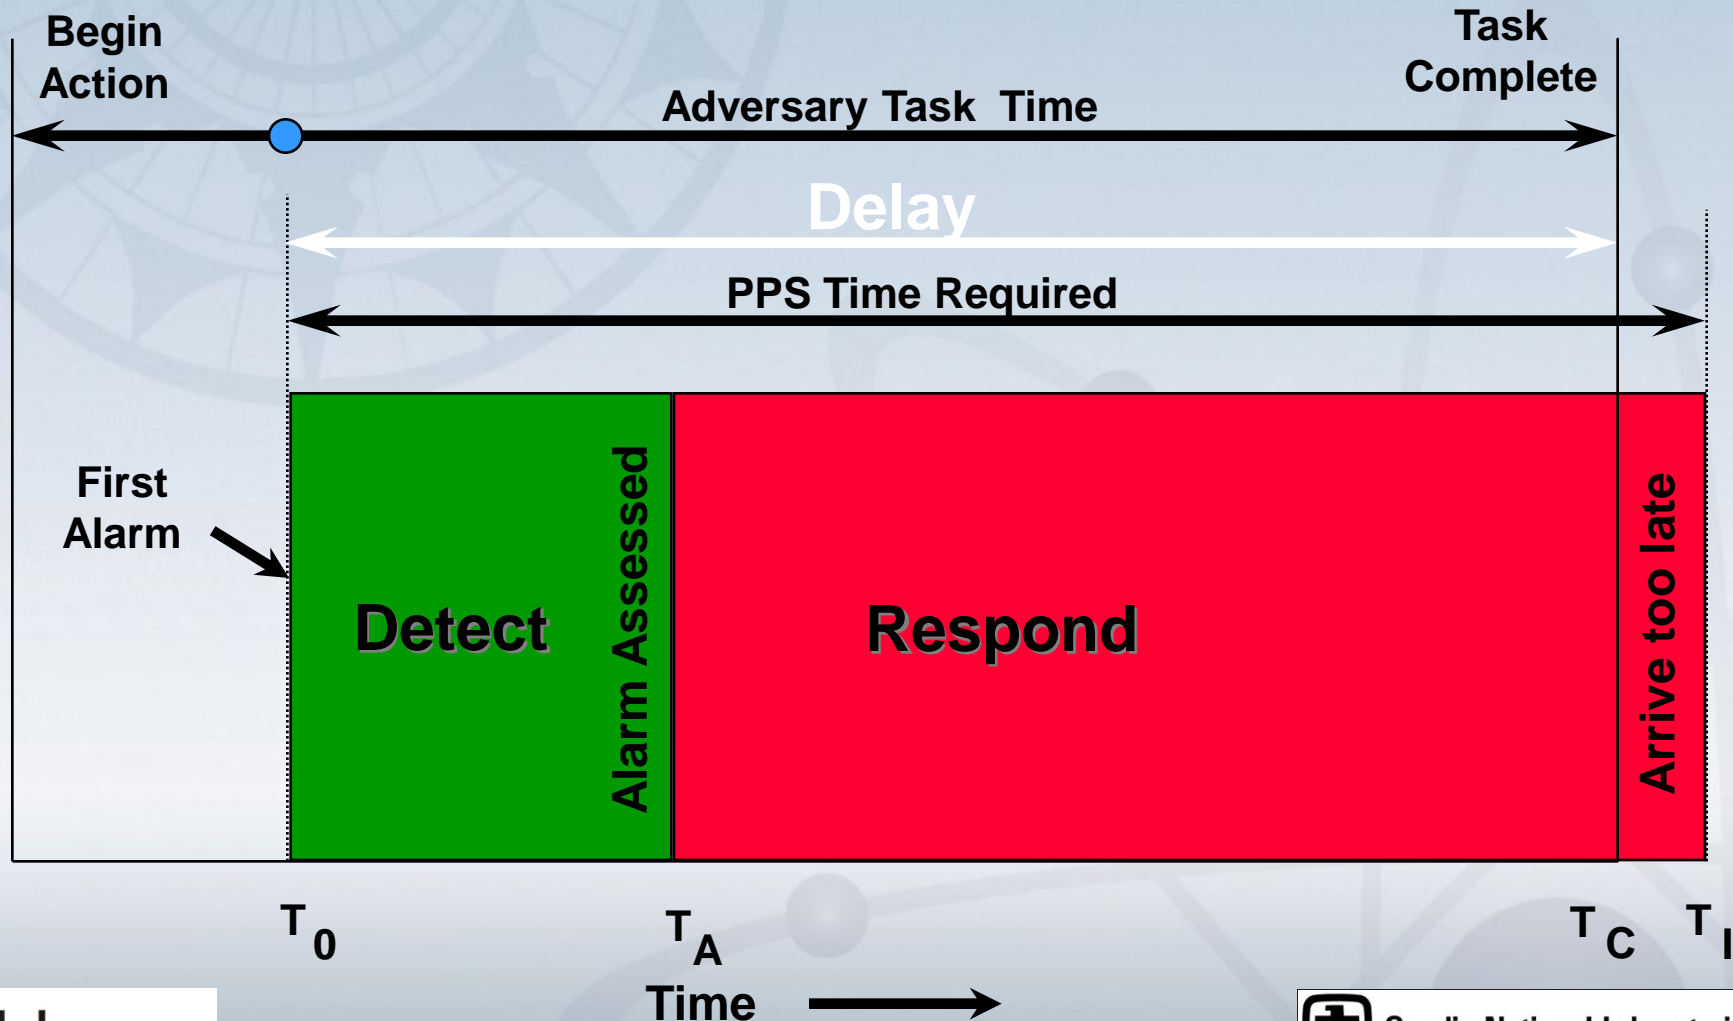 Begin
Action
Task
Complete
Adversary Task Time
Delay
PPS Time Required
First
Alarm
Detect
Alarm Assessed
Respond
Arrive too late
T0
TA
TC
TI
Time